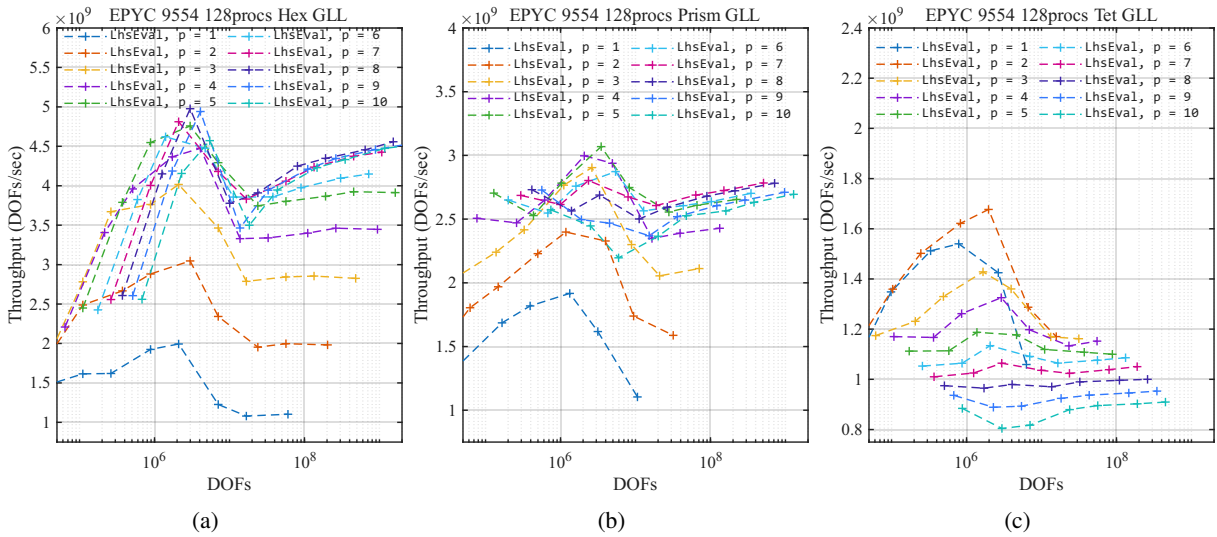 EPYC 9554 128procs Hex GLL
×10^9
6
5.5
5
4.5
4
3.5
3
2.5
2
1.5
1
Throughput (DOFs/sec)
LhsEval, p = 1
LhsEval, p = 2
LhsEval, p = 3
LhsEval, p = 4
LhsEval, p = 5
LhsEval, p = 6
LhsEval, p = 7
LhsEval, p = 8
LhsEval, p = 9
LhsEval, p = 10
10^6
10^8
DOFs
(a)
EPYC 9554 128procs Prism GLL
×10^9
4
3.5
3
2.5
2
1.5
1
Throughput (DOFs/sec)
LhsEval, p = 1
LhsEval, p = 2
LhsEval, p = 3
LhsEval, p = 4
LhsEval, p = 5
LhsEval, p = 6
LhsEval, p = 7
LhsEval, p = 8
LhsEval, p = 9
LhsEval, p = 10
10^6
10^8
DOFs
(b)
EPYC 9554 128procs Tet GLL
×10^9
2.4
2.2
2
1.8
1.6
1.4
1.2
1
0.8
Throughput (DOFs/sec)
LhsEval, p = 1
LhsEval, p = 2
LhsEval, p = 3
LhsEval, p = 4
LhsEval, p = 5
LhsEval, p = 6
LhsEval, p = 7
LhsEval, p = 8
LhsEval, p = 9
LhsEval, p = 10
10^6
10^8
DOFs
(c)